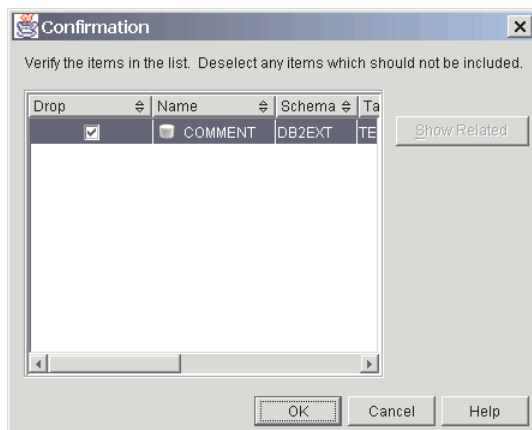 Confirmation
Verify the items in the list. Deselect any items which should not be included.
Drop Name Schema Ta
COMMENT DB2EXT TE
Show Related
OK Cancel Help